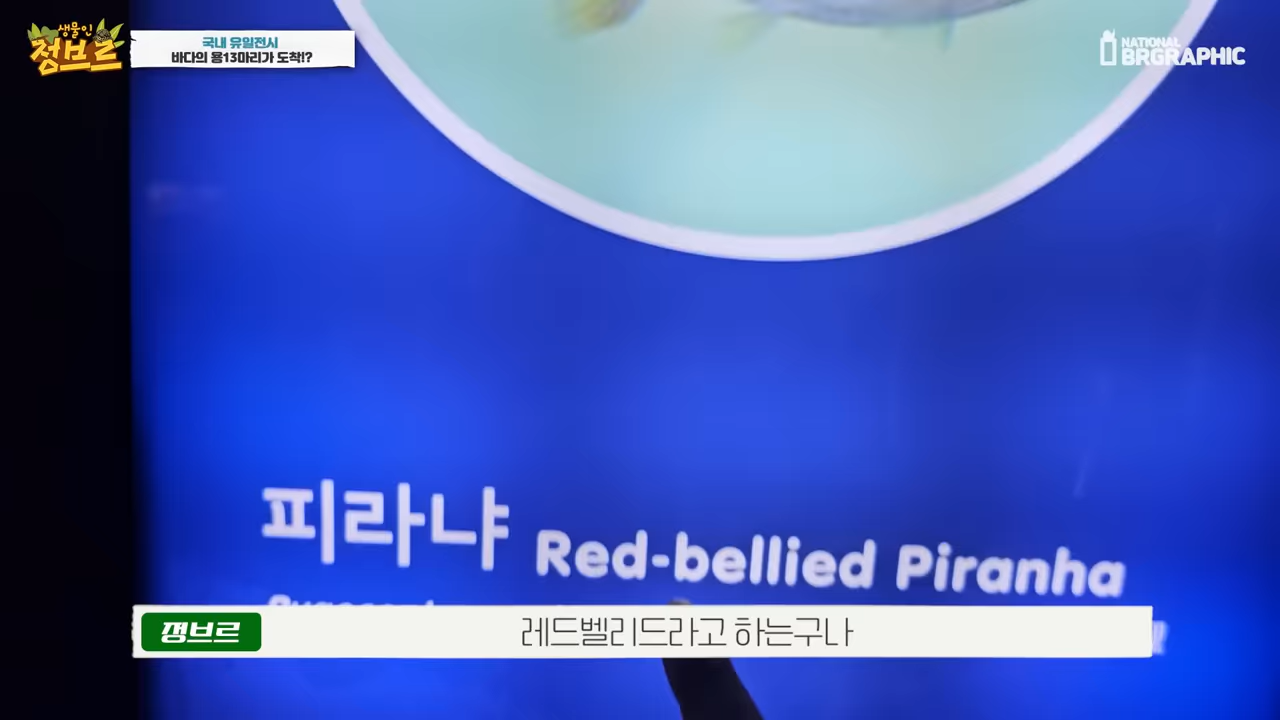 생물인
정브르
국내 유일전시
바다의 용13마리가 도착!?
NATIONAL
BRGRAPHIC
피라냐 Red-bellied Piranha
쪙브르
레드벨리드라고 하는구나